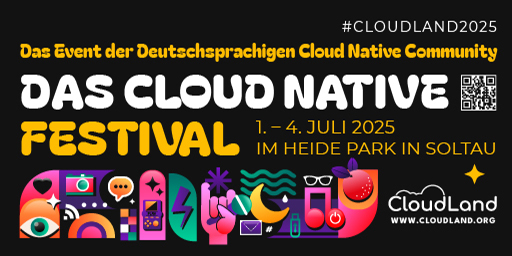 #CLOUDLAND2025
Das Event der Deutschsprachigen Cloud Native Community
DAS CLOUD NATIVE
FESTIVAL
1. – 4. JULI 2025
IM HEIDE PARK IN SOLTAU
CloudLand
WWW.CLOUDLAND.ORG